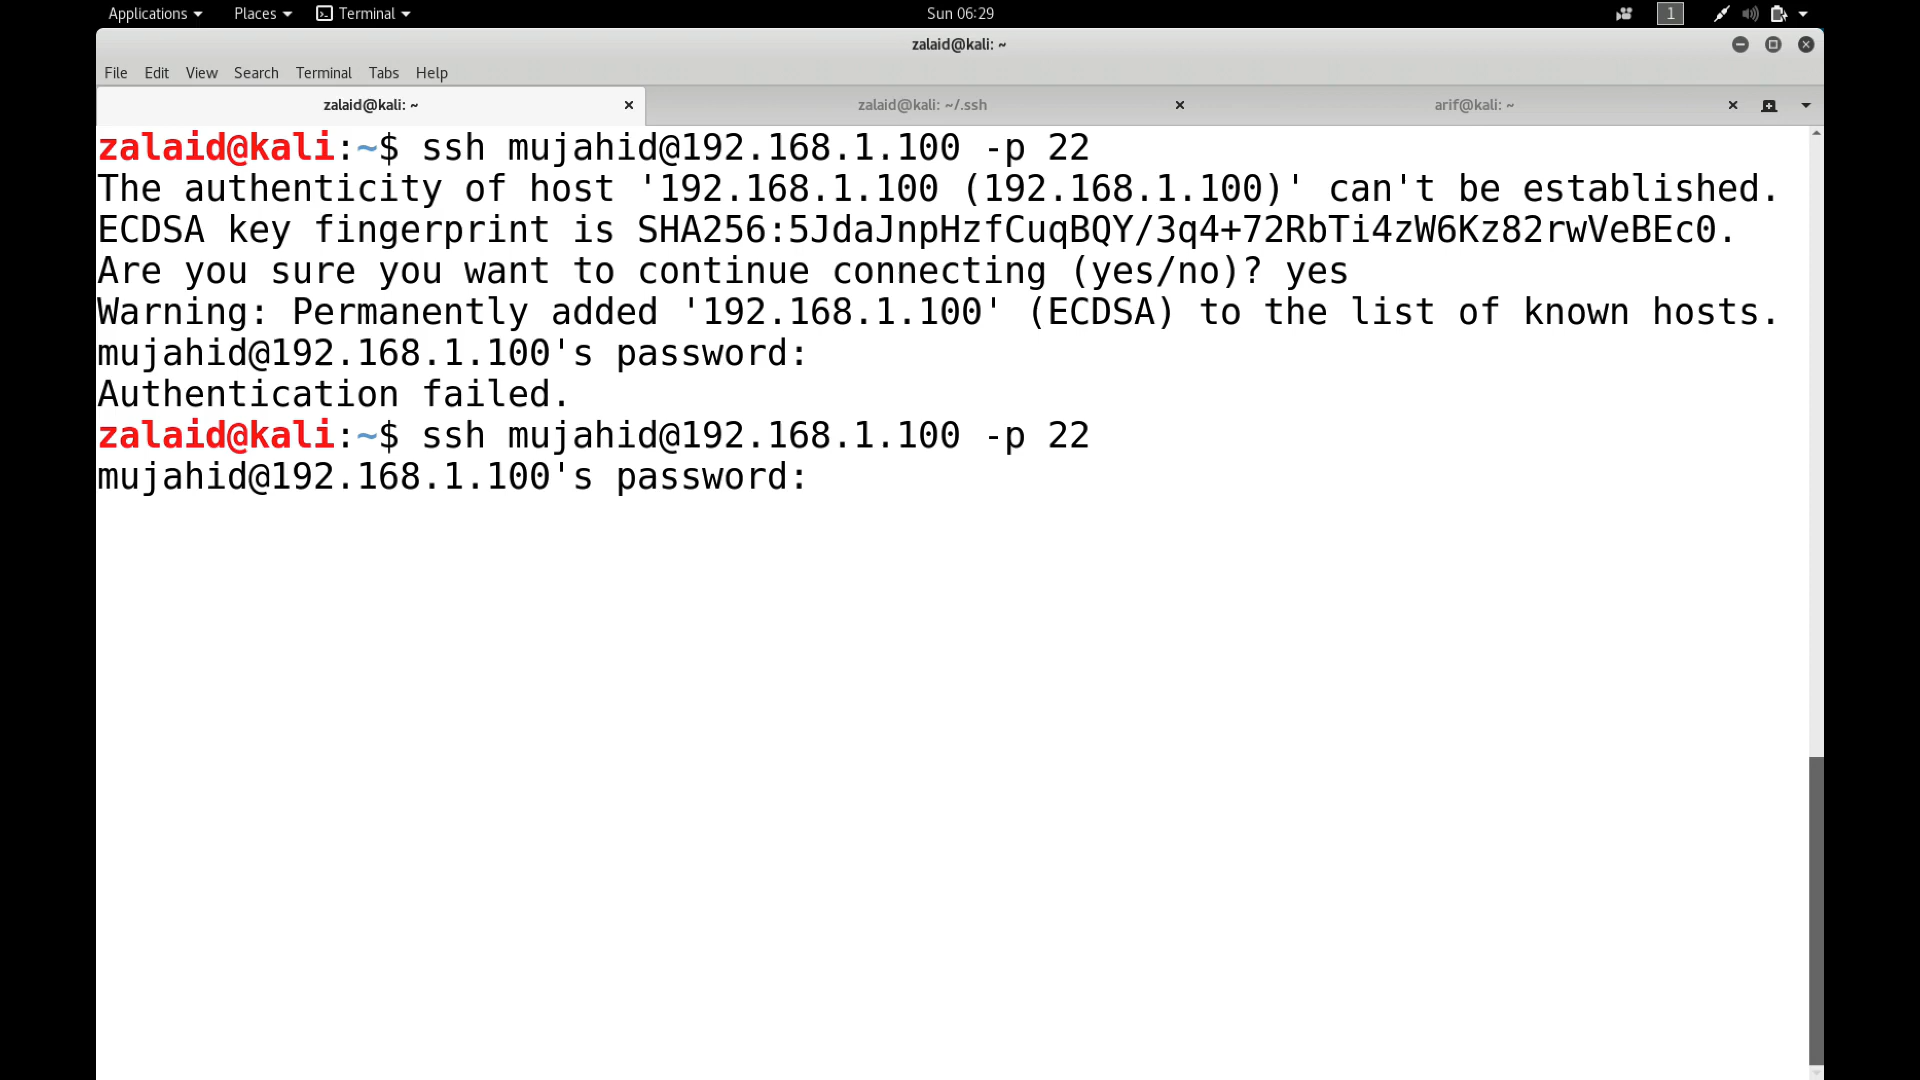 Applications Places Terminal Sun 06:29 1
zalaid@kali: ~
File Edit View Search Terminal Tabs Help
zalaid@kali: ~ zalaid@kali: ~/.ssh arif@kali: ~
zalaid@kali:~$ ssh mujahid@192.168.1.100 -p 22
The authenticity of host '192.168.1.100 (192.168.1.100)' can't be established.
ECDSA key fingerprint is SHA256:5JdaJnpHzfCuqBQY/3q4+72RbTi4zW6Kz82rwVeBEc0.
Are you sure you want to continue connecting (yes/no)? yes
Warning: Permanently added '192.168.1.100' (ECDSA) to the list of known hosts.
mujahid@192.168.1.100's password:
Authentication failed.
zalaid@kali:~$ ssh mujahid@192.168.1.100 -p 22
mujahid@192.168.1.100's password: